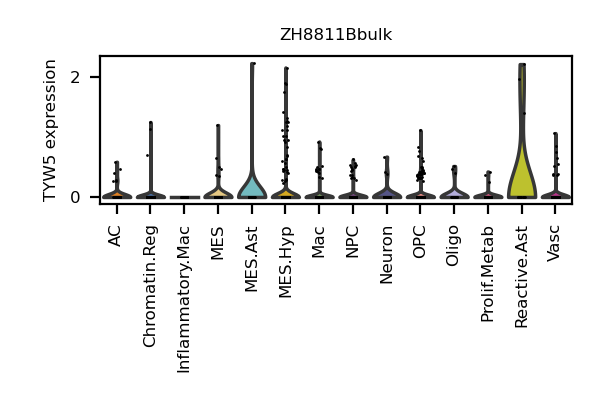 ZH8811Bbulk
TYW5 expression
2
0
AC
Chromatin.Reg
Inflammatory.Mac
MES
MES.Ast
MES.Hyp
Mac
NPC
Neuron
OPC
Oligo
Prolif.Metab
Reactive.Ast
Vasc